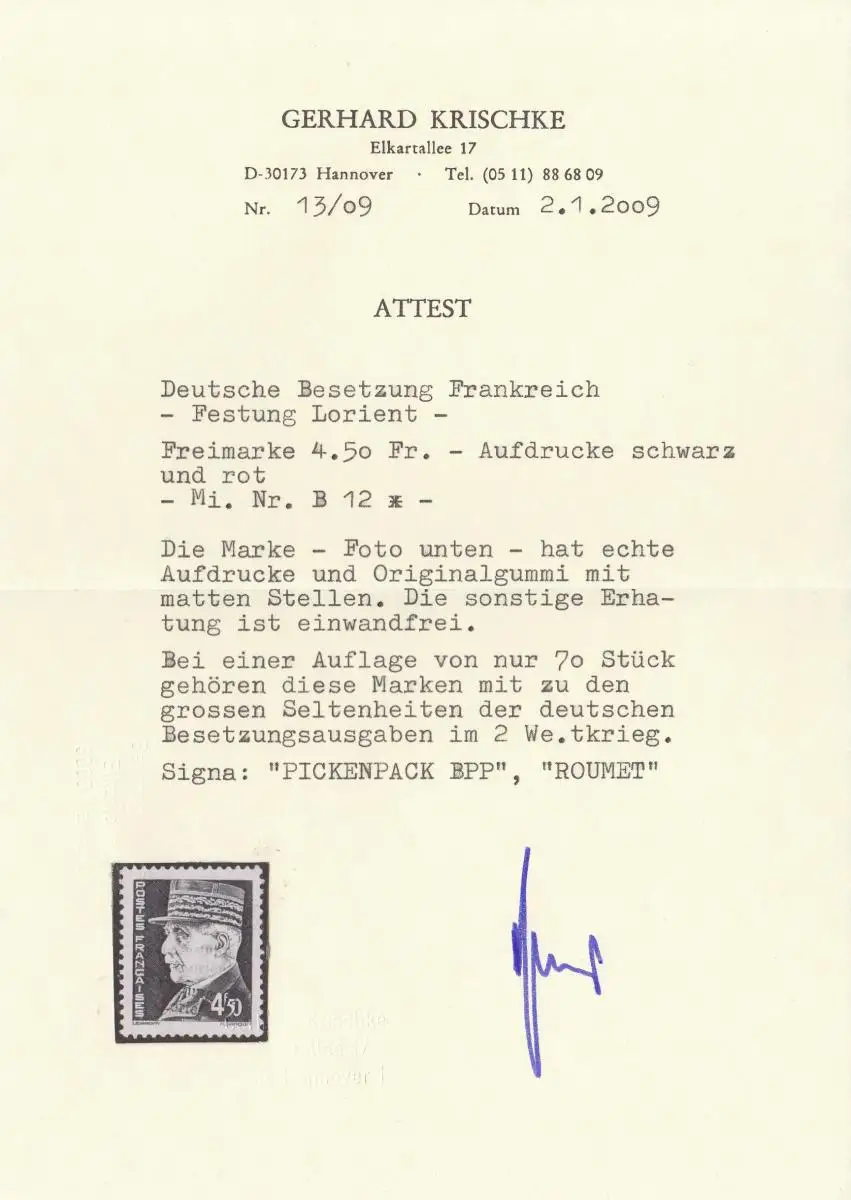 GERHARD KRISCHKE
Elkartallee 17
D-30173 Hannover · Tel. (05 11) 88 68 09
Nr. 13/09 Datum 2.1.2009
ATTEST
Deutsche Besetzung Frankreich
- Festung Lorient -
Freimarke 4.50 Fr. - Aufdrucke schwarz
und rot
- Mi. Nr. B 12 * -
Die Marke - Foto unten - hat echte
Aufdrucke und Originalgummi mit
matten Stellen. Die sonstige Erha-
tung ist einwandfrei.
Bei einer Auflage von nur 70 Stück
gehören diese Marken mit zu den
grossen Seltenheiten der deutschen
Besetzungsausgaben im 2 We.tkrieg.
Signa: "PICKENPACK BPP", "ROUMET"
POSTES FRANÇAISES
4F50